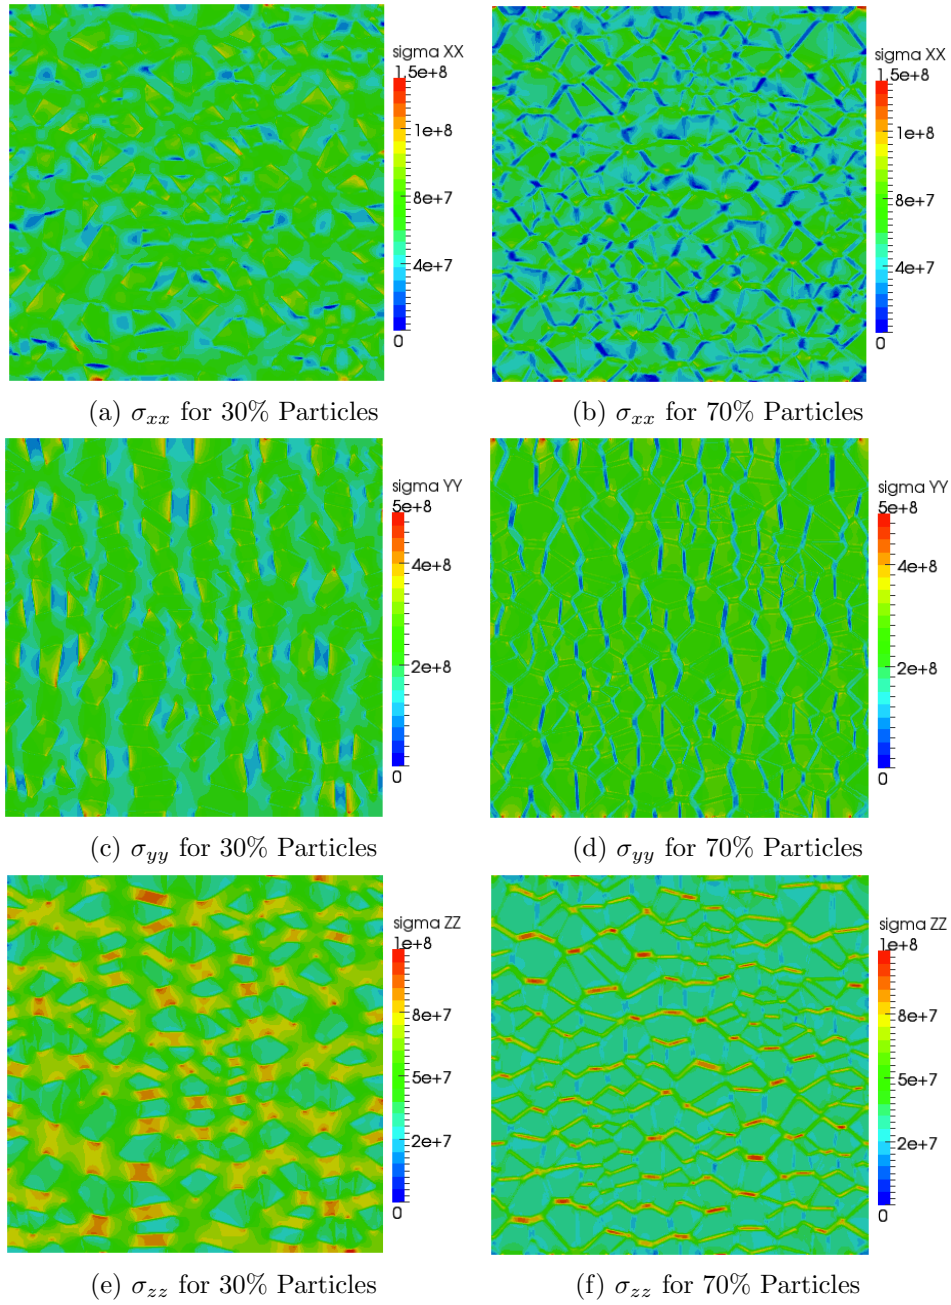 sigma XX
1.5e+8
1e+8
8e+7
4e+7
0
sigma XX
1.5e+8
1e+8
8e+7
4e+7
0
(a) σxx for 30% Particles
(b) σxx for 70% Particles
sigma YY
5e+8
4e+8
2e+8
0
sigma YY
5e+8
4e+8
2e+8
0
(c) σyy for 30% Particles
(d) σyy for 70% Particles
sigma ZZ
1e+8
8e+7
5e+7
2e+7
0
sigma ZZ
1e+8
8e+7
5e+7
2e+7
0
(e) σzz for 30% Particles
(f) σzz for 70% Particles